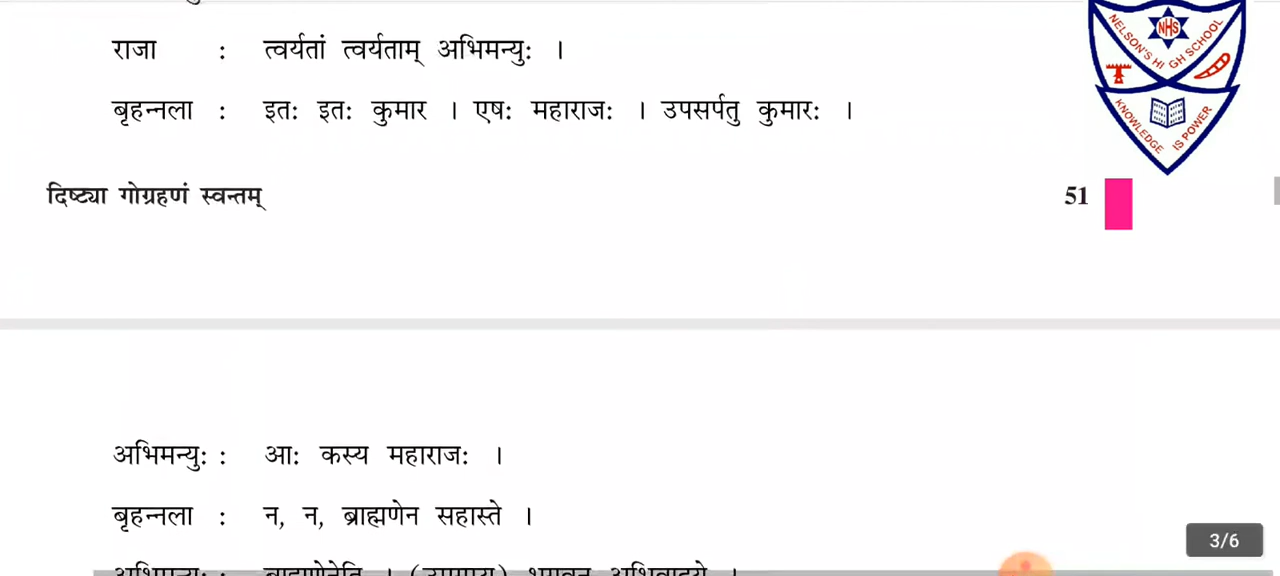 राजा : त्वर्यतां त्वर्यताम् अभिमन्युः ।
बृहन्नला : इतः इतः कुमार । एषः महाराजः । उपसर्पतु कुमारः ।
NELSON'S HIGH SCHOOL
NHS
KNOWLEDGE IS POWER
दिष्ट्या गोग्रहणं स्वन्तम् 51
अभिमन्युः : आः कस्य महाराजः ।
बृहन्नला : न, न, ब्राह्मणेन सहास्ते ।
3/6